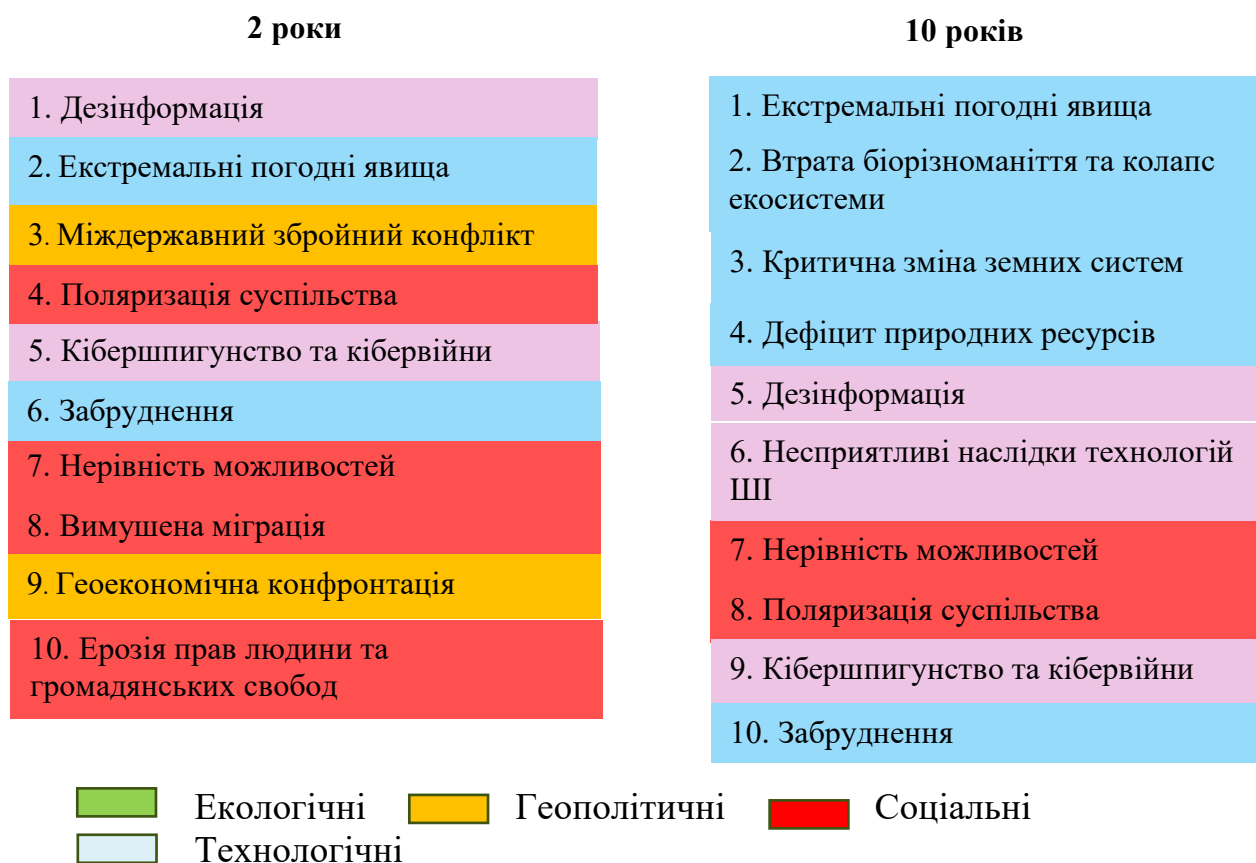 2 роки
1. Дезінформація
2. Екстремальні погодні явища
3. Міждержавний збройний конфлікт
4. Поляризація суспільства
5. Кібершпигунство та кібервійни
6. Забруднення
7. Нерівність можливостей
8. Вимушена міграція
9. Геоекономічна конфронтація
10. Ерозія прав людини та
громадянських свобод
10 років
1. Екстремальні погодні явища
2. Втрата біорізноманіття та колапс
екосистеми
3. Критична зміна земних систем
4. Дефіцит природних ресурсів
5. Дезінформація
6. Несприятливі наслідки технологій
ШІ
7. Нерівність можливостей
8. Поляризація суспільства
9. Кібершпигунство та кібервійни
10. Забруднення
Екологічні
Геополітичні
Соціальні
Технологічні